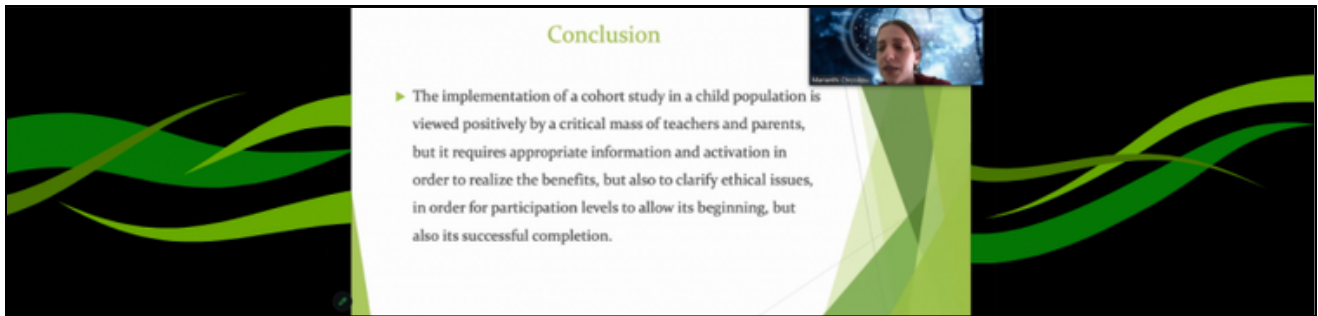 Conclusion
The implementation of a cohort study in a child population is
viewed positively by a critical mass of teachers and parents,
but it requires appropriate information and activation in
order to realize the benefits, but also to clarify ethical issues,
in order for participation levels to allow its beginning, but
also its successful completion.